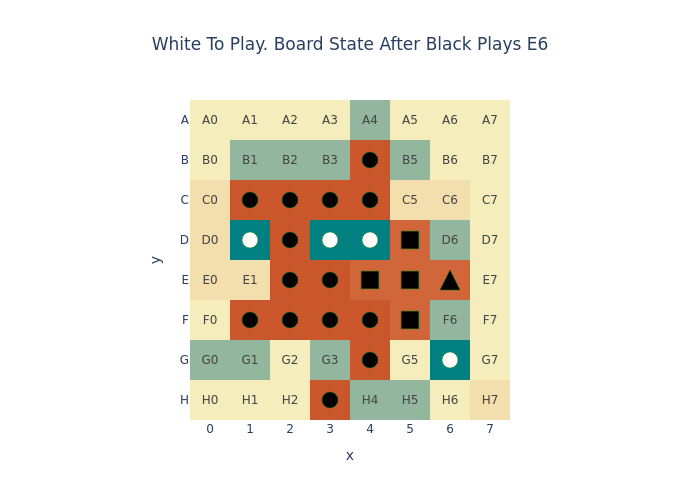 White To Play. Board State After Black Plays E6
A A0 A1 A2 A3 A4 A5 A6 A7
B B0 B1 B2 B3 B5 B6 B7
C C0 C5 C6 C7
D D0 D6 D7
E E0 E1 E7
F F0 F6 F7
G G0 G1 G2 G3 G5 G7
H H0 H1 H2 H4 H5 H6 H7
0 1 2 3 4 5 6 7
x
y